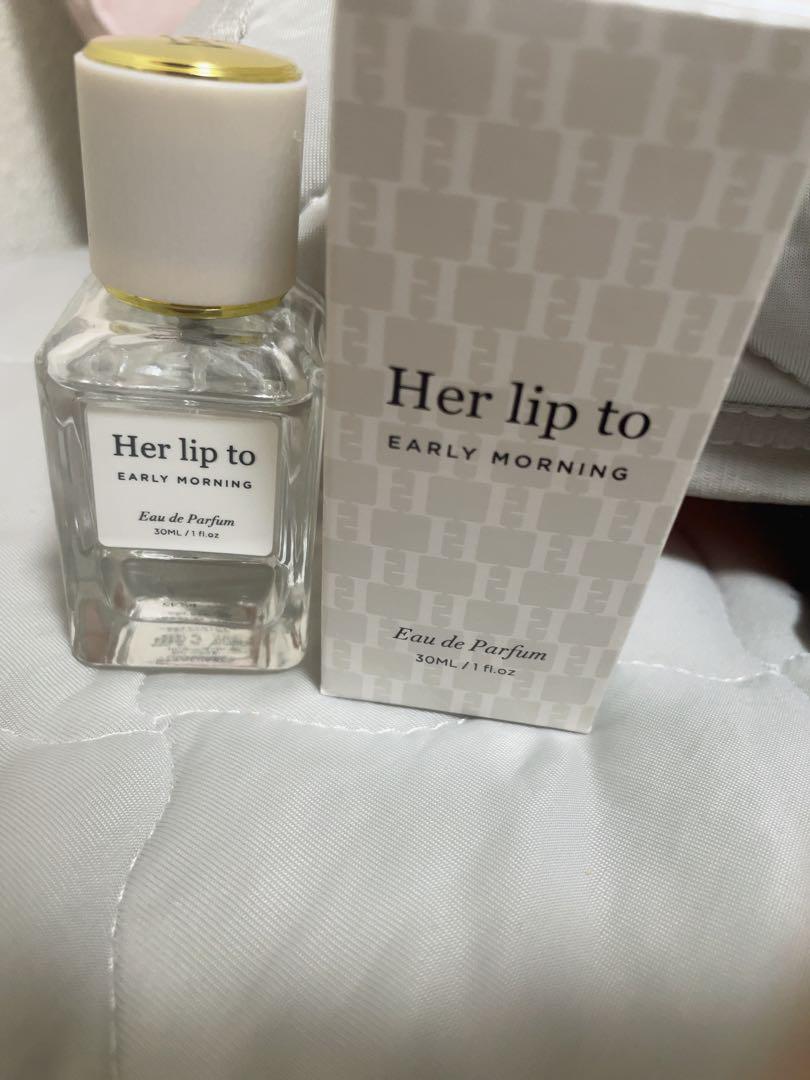 Her lip to
EARLY MORNING
Eau de Parfum
30ML / 1 fl.oz
Her lip to
EARLY MORNING
Eau de Parfum
30ML / 1 fl.oz